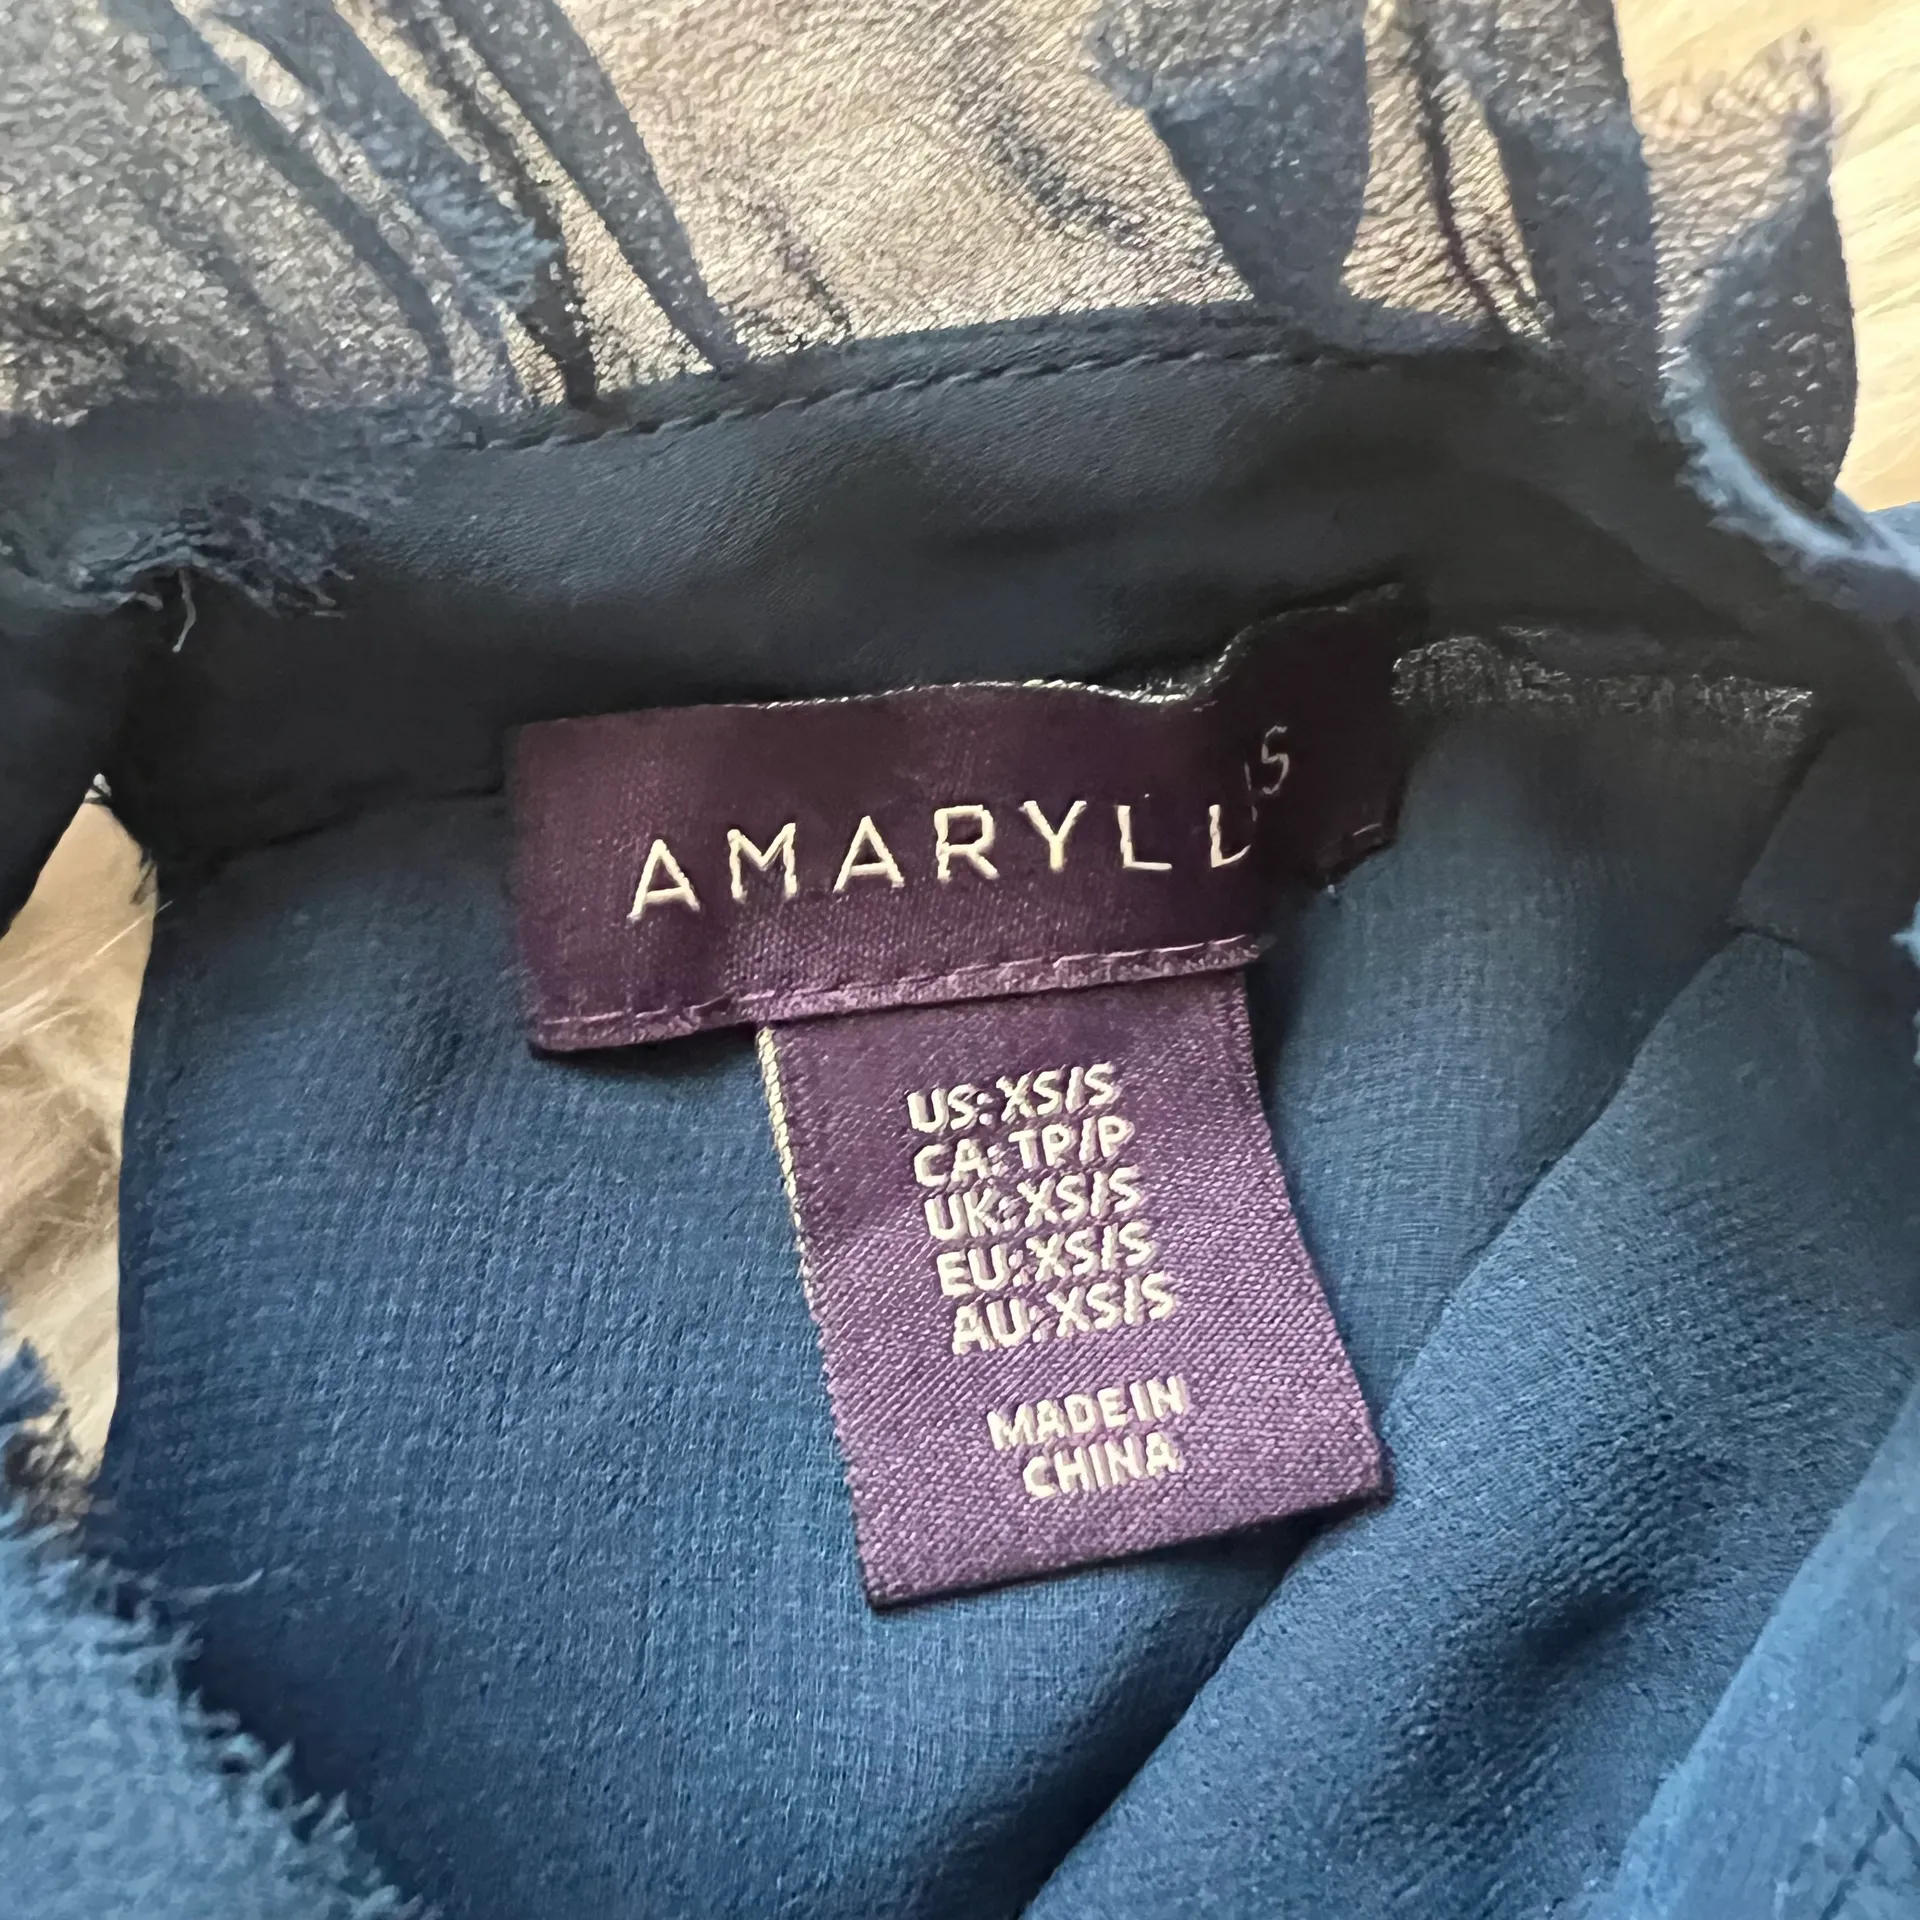 AMARYLLIS
US: XS/S
CA: TP/P
UK: XS/S
EU: XS/S
AU: XS/S
MADE IN
CHINA